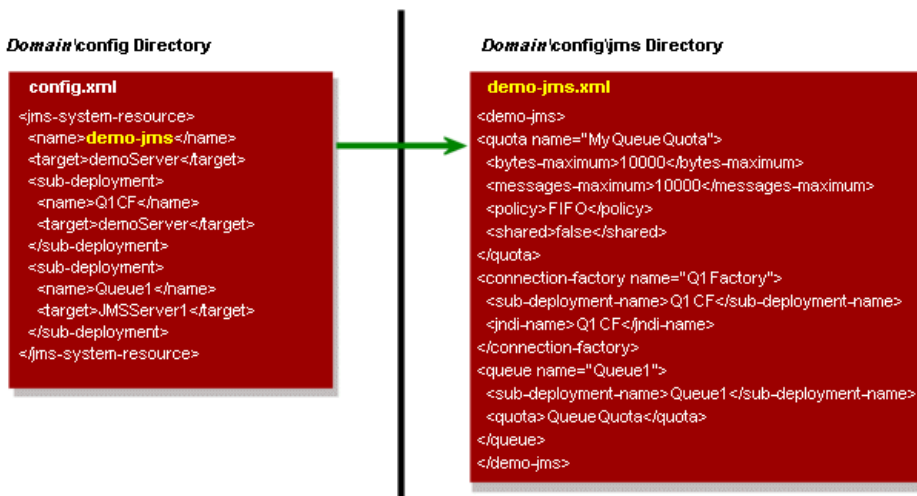 Domain\config Directory
config.xml
<jms-system-resource>
<name>demo-jms</name>
<target>demoServer</target>
<sub-deployment>
<name>Q1CF</name>
<target>demoServer</target>
</sub-deployment>
<sub-deployment>
<name>Queue1</name>
<target>JMSServer1</target>
</sub-deployment>
</jms-system-resource>
Domain\config\jms Directory
demo-jms.xml
<demo-jms>
<quota name="MyQueueQuota">
<bytes-maximum>10000</bytes-maximum>
<messages-maximum>10000</messages-maximum>
<policy>FIFO</policy>
<shared>false</shared>
</quota>
<connection-factory name="Q1Factory">
<sub-deployment-name>Q1CF</sub-deployment-name>
<jndi-name>Q1CF</jndi-name>
</connection-factory>
<queue name="Queue1">
<sub-deployment-name>Queue1</sub-deployment-name>
<quota>QueueQuota</quota>
</queue>
</demo-jms>